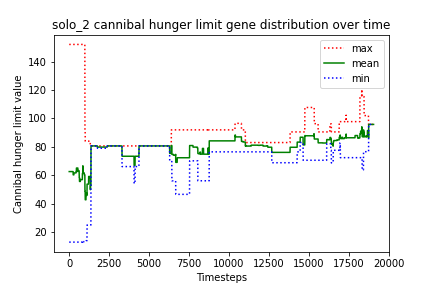 solo_2 cannibal hunger limit gene distribution over time
Cannibal hunger limit value
140
120
100
80
60
40
20
max
mean
min
0 2500 5000 7500 10000 12500 15000 17500 20000
Timesteps